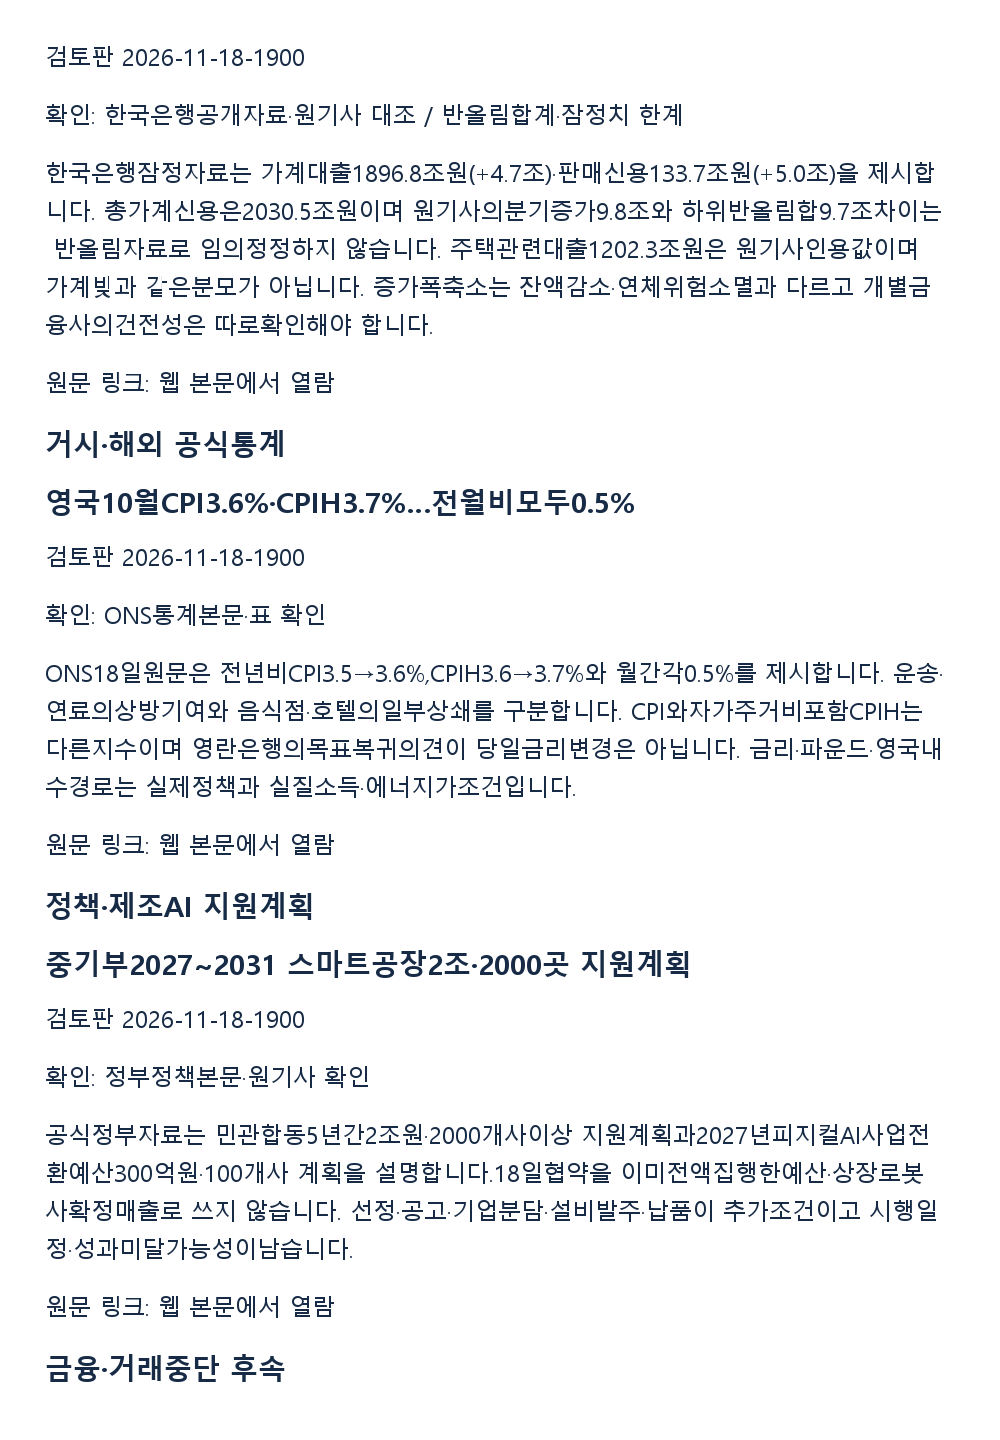 검토판 2026-11-18-1900
확인: 한국은행공개자료·원기사 대조 / 반올림합계·잠정치 한계
한국은행잠정자료는 가계대출1896.8조원(+4.7조)·판매신용133.7조원(+5.0조)을 제시합
니다. 총가계신용은2030.5조원이며 원기사의분기증가9.8조와 하위반올림합9.7조차이는
반올림자료로 임의정정하지 않습니다. 주택관련대출1202.3조원은 원기사인용값이며
가계빚과 같은분모가 아닙니다. 증가폭축소는 잔액감소·연체위험소멸과 다르고 개별금
융사의건전성은 따로확인해야 합니다.
원문 링크: 웹 본문에서 열람
거시·해외 공식통계
영국10월CPI3.6%·CPIH3.7%…전월비모두0.5%
검토판 2026-11-18-1900
확인: ONS통계본문·표 확인
ONS18일원문은 전년비CPI3.5→3.6%,CPIH3.6→3.7%와 월간각0.5%를 제시합니다. 운송·
연료의상방기여와 음식점·호텔의일부상쇄를 구분합니다. CPI와자가주거비포함CPIH는
다른지수이며 영란은행의목표복귀의견이 당일금리변경은 아닙니다. 금리·파운드·영국내
수경로는 실제정책과 실질소득·에너지가조건입니다.
원문 링크: 웹 본문에서 열람
정책·제조AI 지원계획
중기부2027~2031 스마트공장2조·2000곳 지원계획
검토판 2026-11-18-1900
확인: 정부정책본문·원기사 확인
공식정부자료는 민관합동5년간2조원·2000개사이상 지원계획과2027년피지컬AI사업전
환예산300억원·100개사 계획을 설명합니다.18일협약을 이미전액집행한예산·상장로봇
사확정매출로 쓰지 않습니다. 선정·공고·기업분담·설비발주·납품이 추가조건이고 시행일
정·성과미달가능성이남습니다.
원문 링크: 웹 본문에서 열람
금융·거래중단 후속